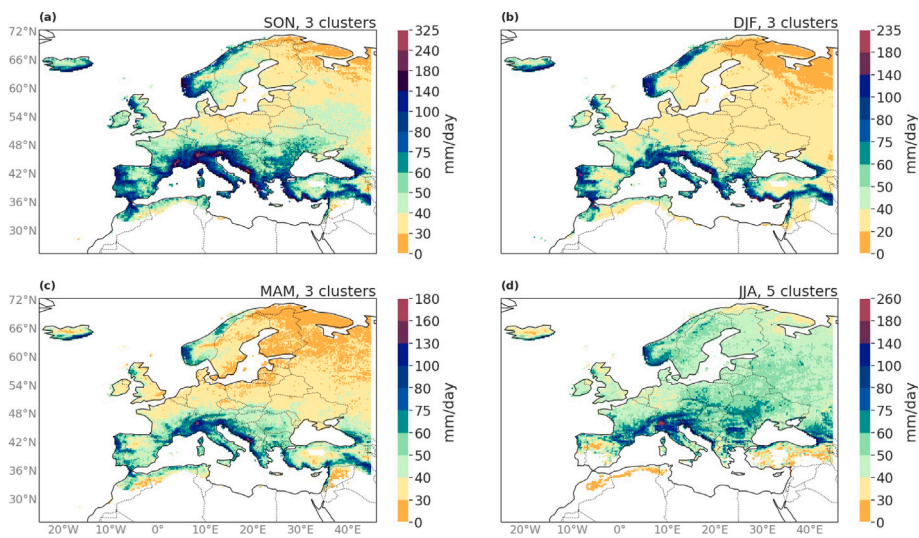 (a)
SON, 3 clusters
72°N
66°N
60°N
54°N
48°N
42°N
36°N
30°N
325
240
180
140
100
80
75
60
50
40
30
0
mm/day
(b)
DJF, 3 clusters
235
180
140
100
80
75
60
50
40
20
0
mm/day
(c)
MAM, 3 clusters
72°N
66°N
60°N
54°N
48°N
42°N
36°N
30°N
20°W
10°W
0°
10°E
20°E
30°E
40°E
180
160
130
100
80
75
60
50
40
30
0
mm/day
(d)
JJA, 5 clusters
20°W
10°W
0°
10°E
20°E
30°E
40°E
260
160
130
100
80
75
60
50
40
30
0
mm/day